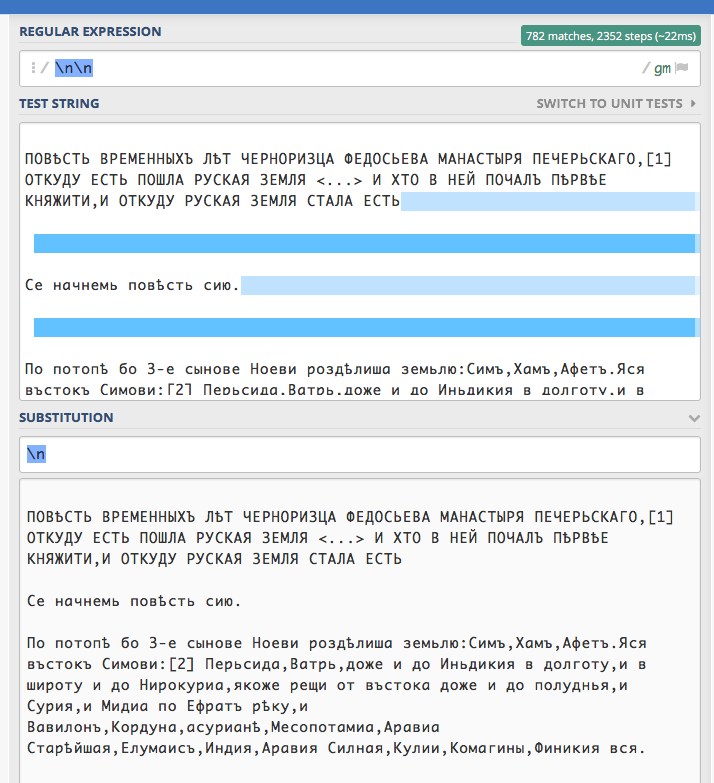 REGULAR EXPRESSION
782 matches, 2352 steps (~22ms)
/ \n\n / gm
TEST STRING
SWITCH TO UNIT TESTS
ПОВѢСТЬ ВРЕМЕННЫХЪ ЛѢТ ЧЕРНОРИЗЦА ФЕДОСЬЕВА МАНАСТЫРЯ ПЕЧЕРЬСКАГО,[1]
ОТКУДУ ЕСТЬ ПОШЛА РУСКАЯ ЗЕМЛЯ <...> И ХТО В НЕЙ ПОЧАЛЪ ПѢРВѢЕ
КНЯЖИТИ,И ОТКУДУ РУСКАЯ ЗЕМЛЯ СТАЛА ЕСТЬ
Се начнемь повѣсть сию.
По потопѣ бо 3-е сынове Ноеви роздѣлиша землю:Симъ,Хамъ,Афетъ.Яся
въстокъ Симови:[2] Перьсида,Ватрь,доже и до Иньдикия в долготу,и в
SUBSTITUTION
\n
ПОВѢСТЬ ВРЕМЕННЫХЪ ЛѢТ ЧЕРНОРИЗЦА ФЕДОСЬЕВА МАНАСТЫРЯ ПЕЧЕРЬСКАГО,[1]
ОТКУДУ ЕСТЬ ПОШЛА РУСКАЯ ЗЕМЛЯ <...> И ХТО В НЕЙ ПОЧАЛЪ ПѢРВѢЕ
КНЯЖИТИ,И ОТКУДУ РУСКАЯ ЗЕМЛЯ СТАЛА ЕСТЬ
Се начнемь повѣсть сию.
По потопѣ бо 3-е сынове Ноеви роздѣлиша земьлю:Симъ,Хамъ,Афетъ.Яся
въстокъ Симови:[2] Перьсида,Ватрь,доже и до Иньдикия в долготу,и в
широту и до Нирокуриа,якоже рещи от въстока доже и до полуднья,и
Сурия,и Мидиа по Ефратъ рѣку,и
Вавилонъ,Кордуна,асурианѣ,Месопотамиа,Аравиа
Старѣйшая,Елумаисъ,Индия,Аравия Силная,Кулии,Комагины,Финикия вся.